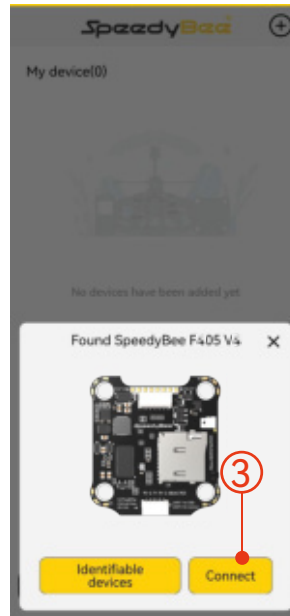 SpeedyBee
My device(0)
No devices have been added yet
Found SpeedyBee F405 V4
3
Identifiable
devices
Connect